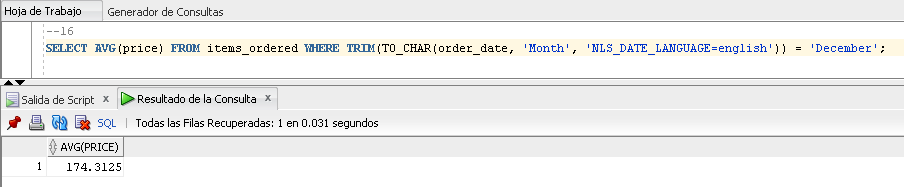 Hoja de Trabajo Generador de Consultas
--16
SELECT AVG(price) FROM items_ordered WHERE TRIM(TO_CHAR(order_date, 'Month', 'NLS_DATE_LANGUAGE=english')) = 'December';
Salida de Script x Resultado de la Consulta x
SQL | Todas las Filas Recuperadas: 1 en 0.031 segundos
AVG(PRICE)
1 174.3125